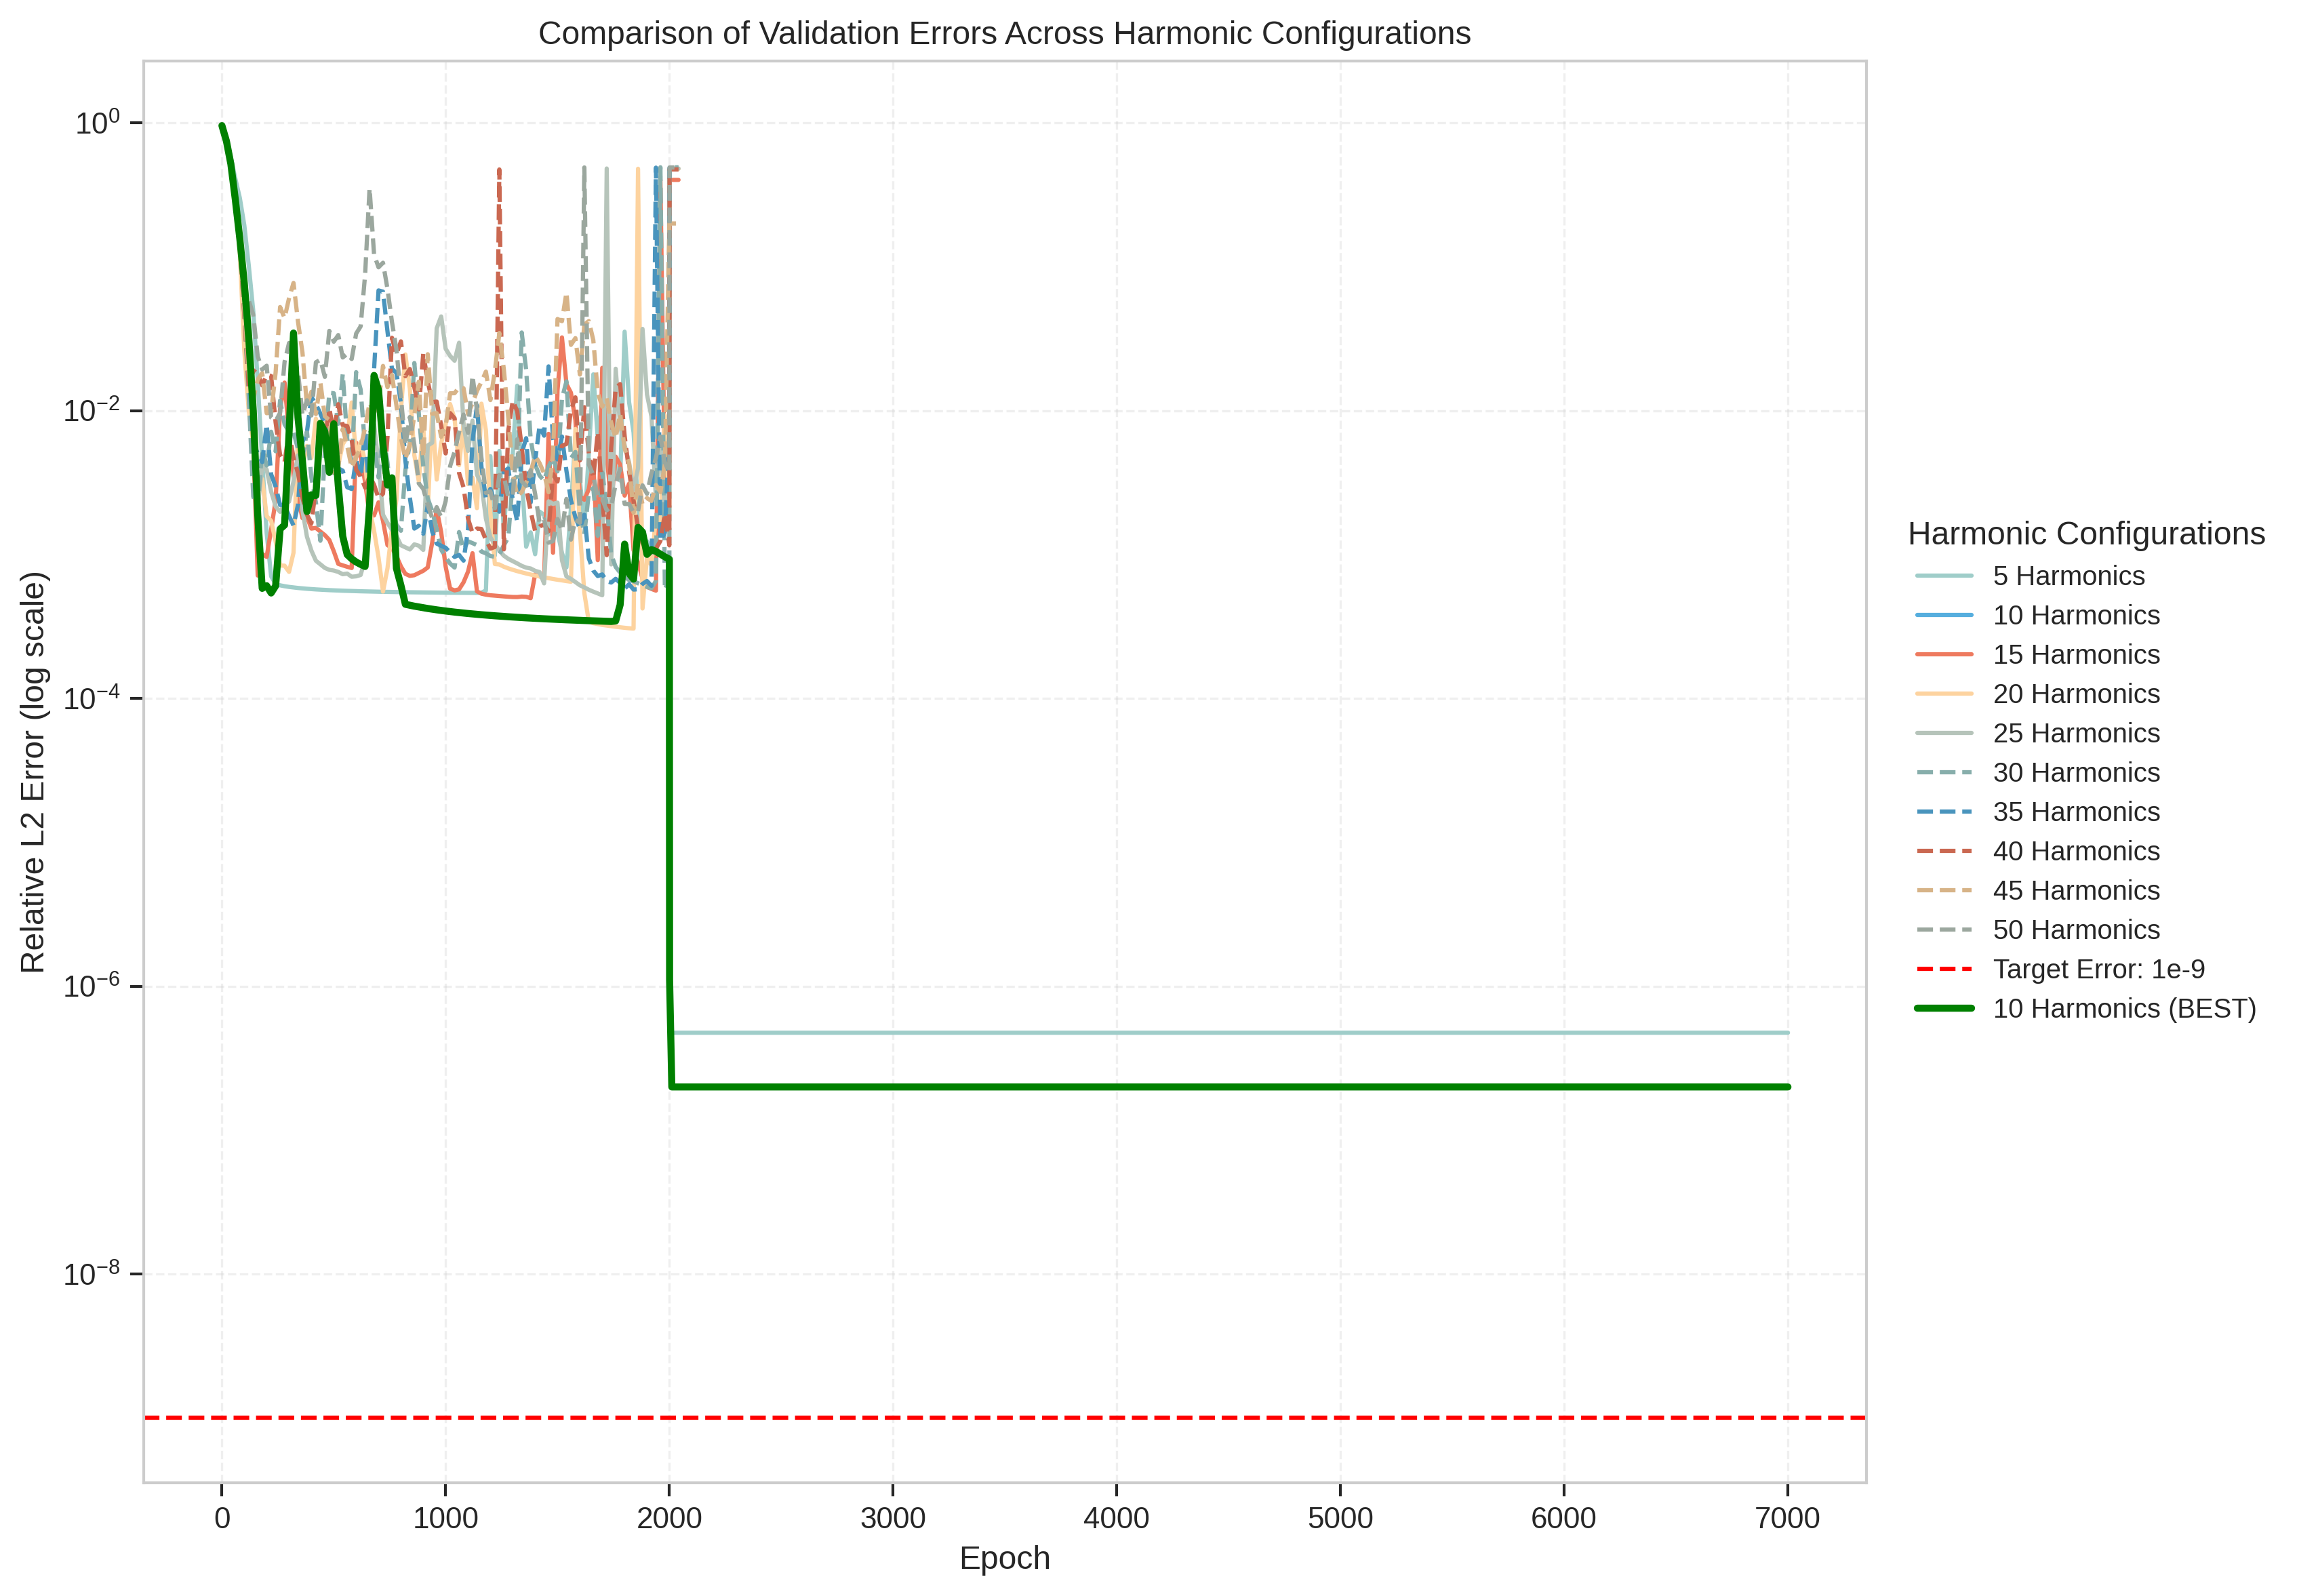 Comparison of Validation Errors Across Harmonic Configurations
Relative L2 Error (log scale)
10⁰
10⁻²
10⁻⁴
10⁻⁶
10⁻⁸
0 1000 2000 3000 4000 5000 6000 7000
Epoch
Harmonic Configurations
5 Harmonics
10 Harmonics
15 Harmonics
20 Harmonics
25 Harmonics
30 Harmonics
35 Harmonics
40 Harmonics
45 Harmonics
50 Harmonics
Target Error: 1e-9
10 Harmonics (BEST)